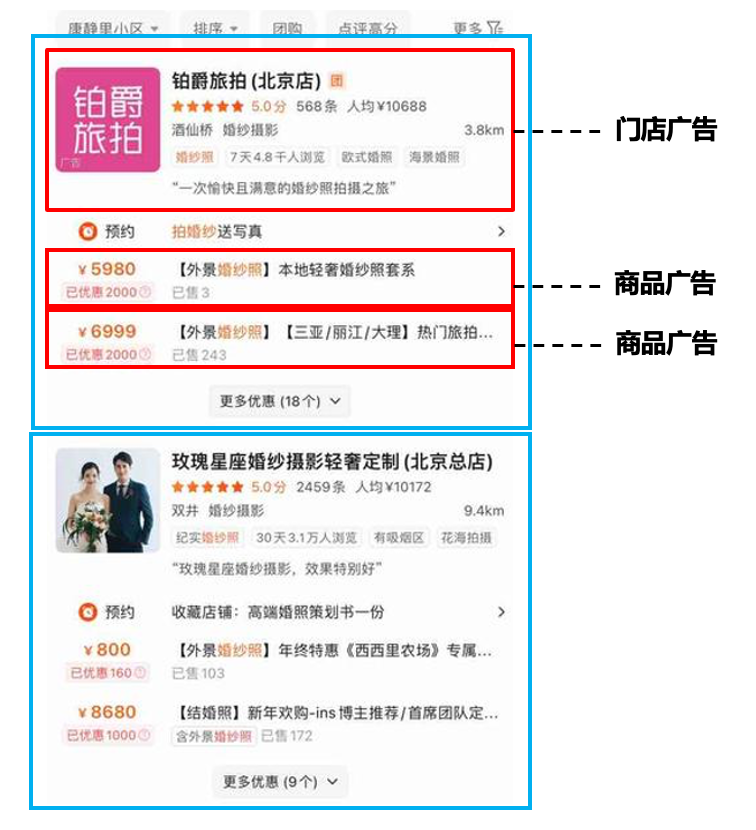 康静里小区 排序 团购 点评高分 更多
铂爵旅拍
广告
铂爵旅拍(北京店) 团
5.0分 568条 人均¥10688
酒仙桥 婚纱摄影 3.8km
婚纱照 7天4.8千人浏览 欧式婚照 海景婚照
“一次愉快且满意的婚纱照拍摄之旅”
门店广告
预约 拍婚纱送写真
¥5980 【外景婚纱照】本地轻奢婚纱照套系
已优惠2000? 已售3
商品广告
¥6999 【外景婚纱照】【三亚/丽江/大理】热门旅拍...
已优惠2000? 已售243
商品广告
更多优惠(18个)
玫瑰星座婚纱摄影轻奢定制(北京总店)
5.0分 2459条 人均¥10172
双井 婚纱摄影 9.4km
纪实婚纱照 30天3.1万人浏览 有吸烟区 花海拍摄
“玫瑰星座婚纱摄影，效果特别好”
预约 收藏店铺：高端婚照策划书一份
¥800 【外景婚纱照】年终特惠《西西里农场》专属...
已优惠160? 已售103
¥8680 【结婚照】新年欢购-ins博主推荐/首席团队定...
已优惠1000? 含外景婚纱照 已售172
更多优惠(9个)